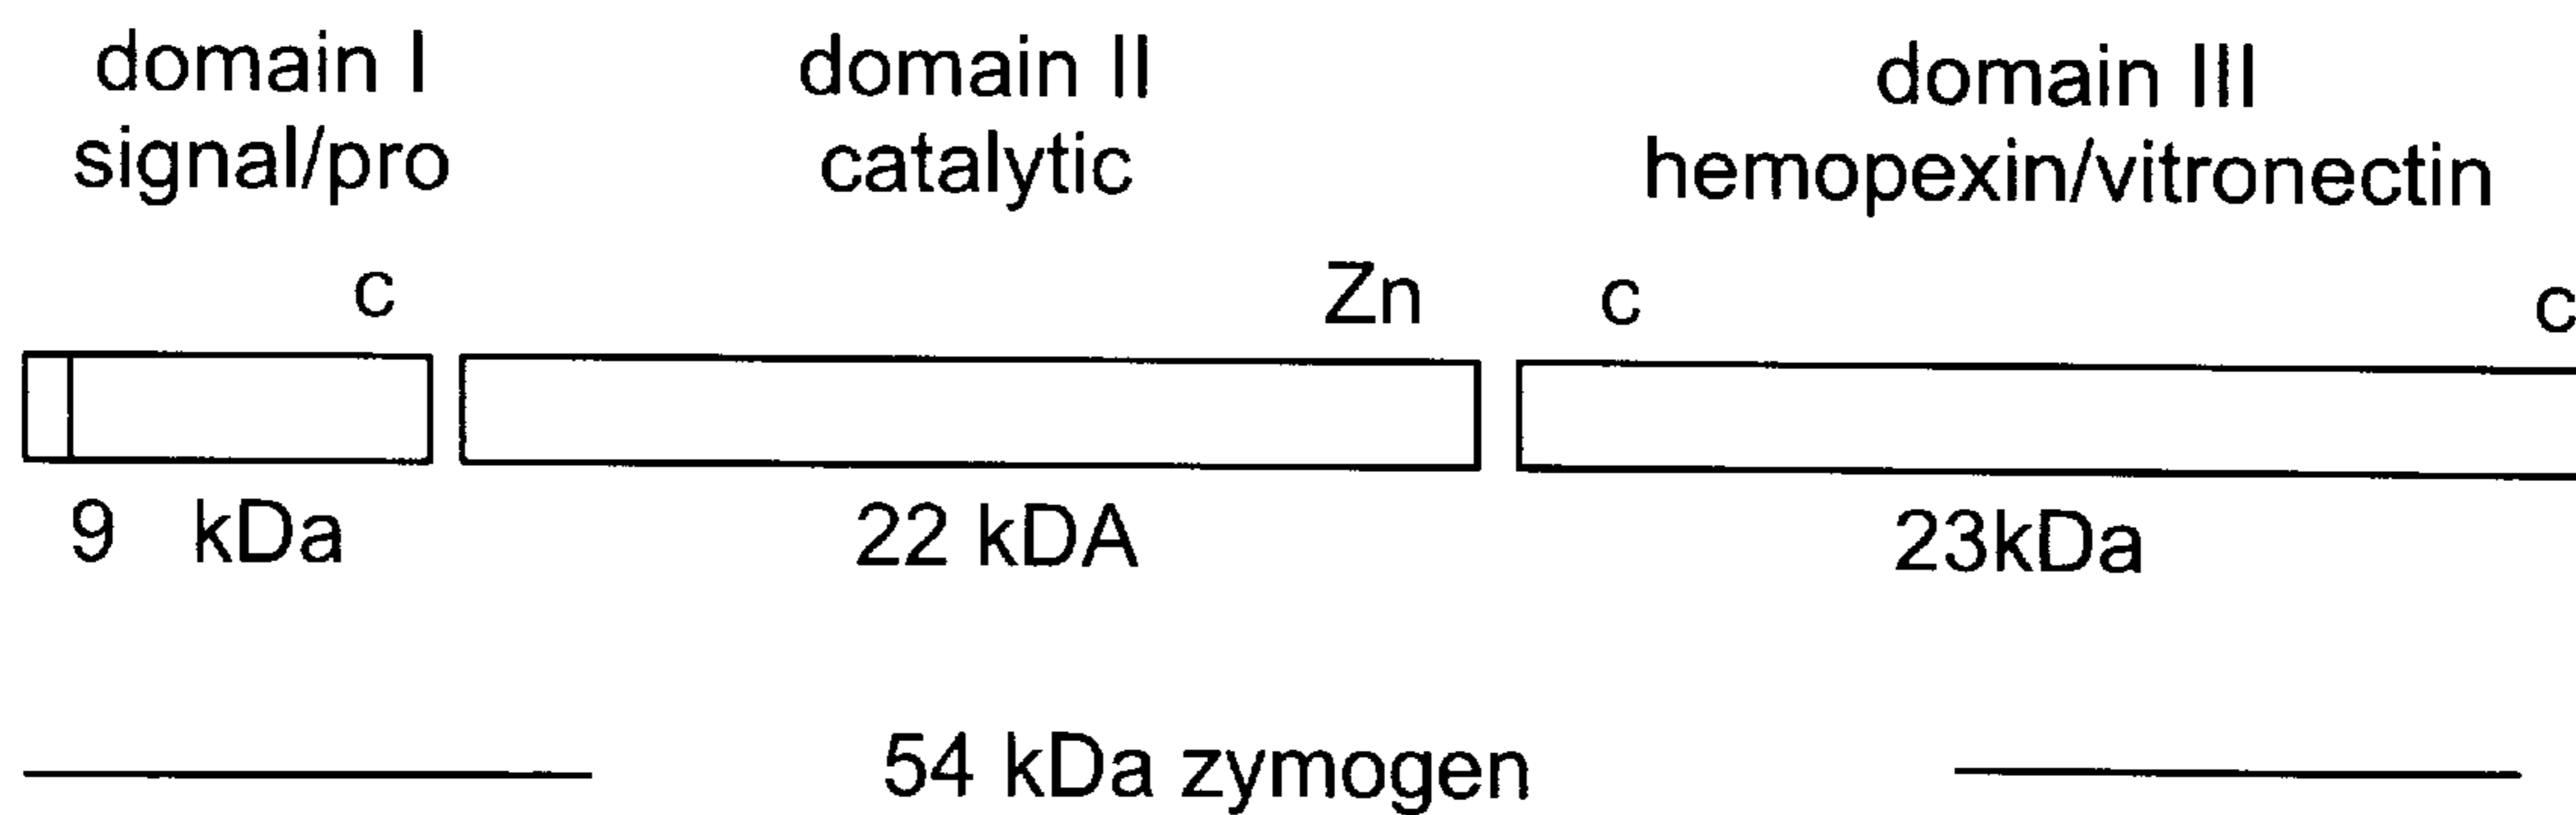 domain I
signal/pro
domain II
catalytic
domain III
hemopexin/vitronectin
c
Zn
c
c
9 kDa
22 kDA
23kDa
54 kDa zymogen